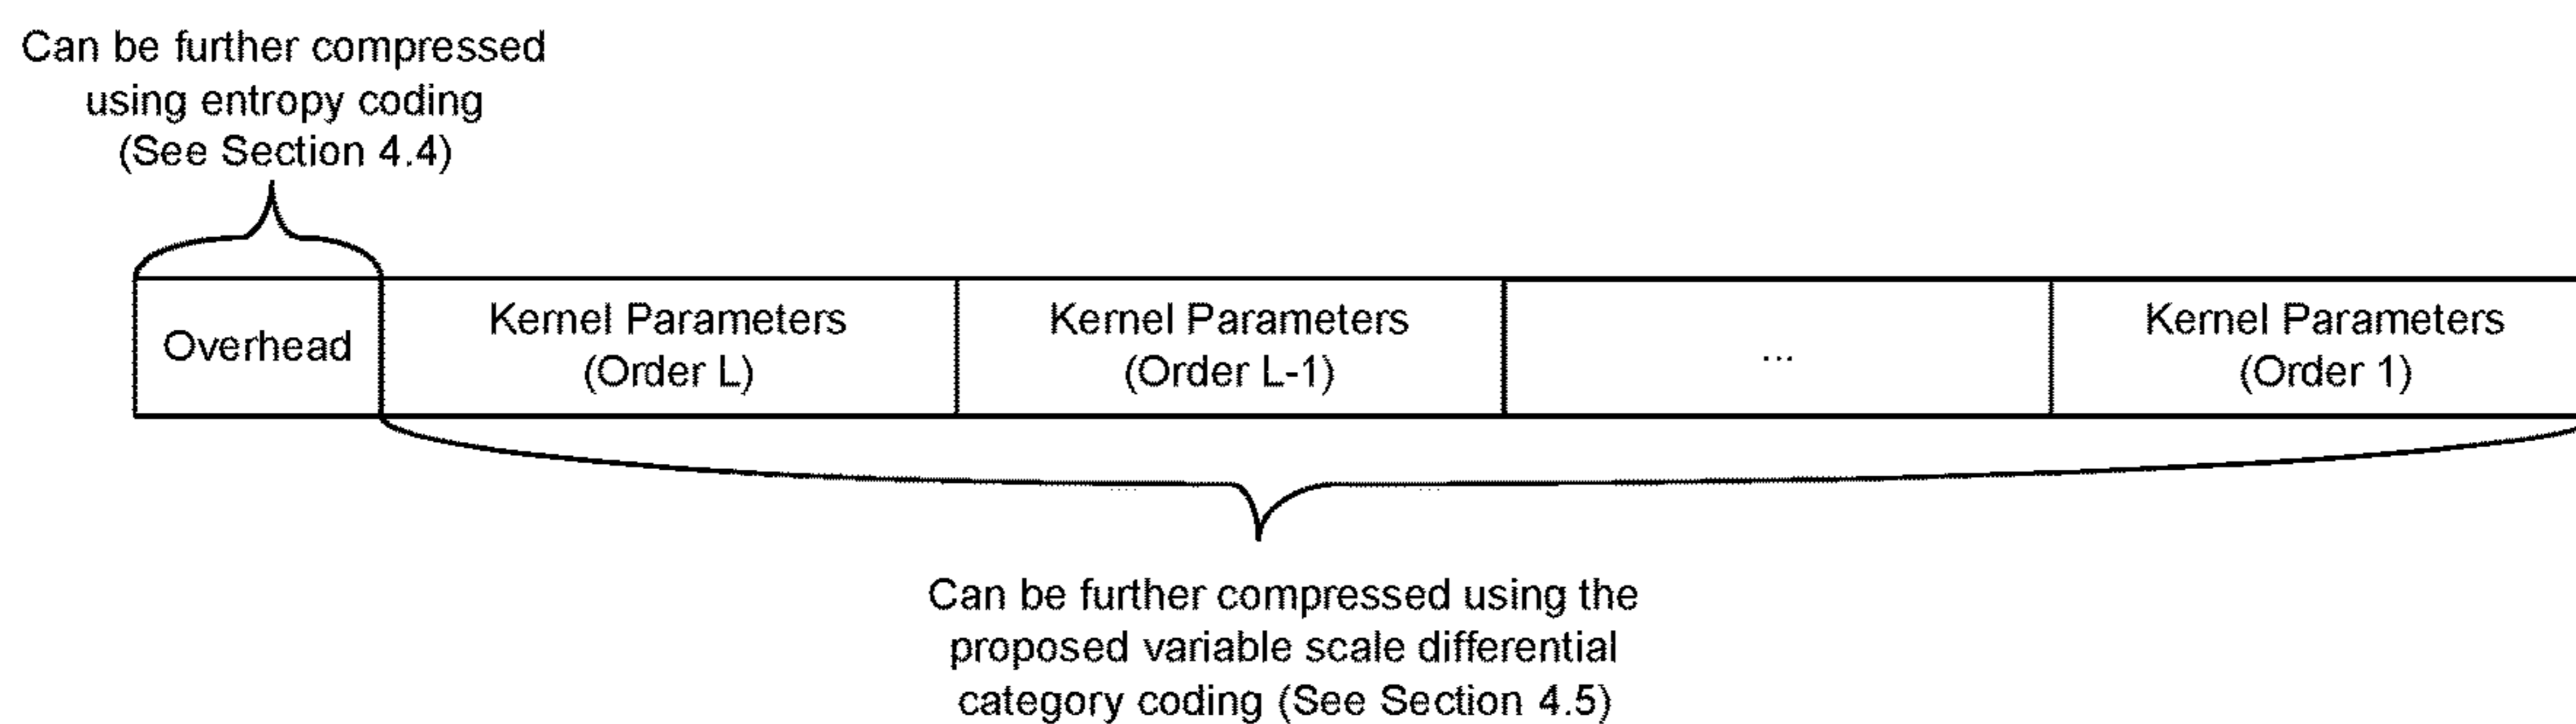 Can be further compressed
using entropy coding
(See Section 4.4)
Overhead
Kernel Parameters
(Order L)
Kernel Parameters
(Order L-1)
...
Kernel Parameters
(Order 1)
Can be further compressed using the
proposed variable scale differential
category coding (See Section 4.5)